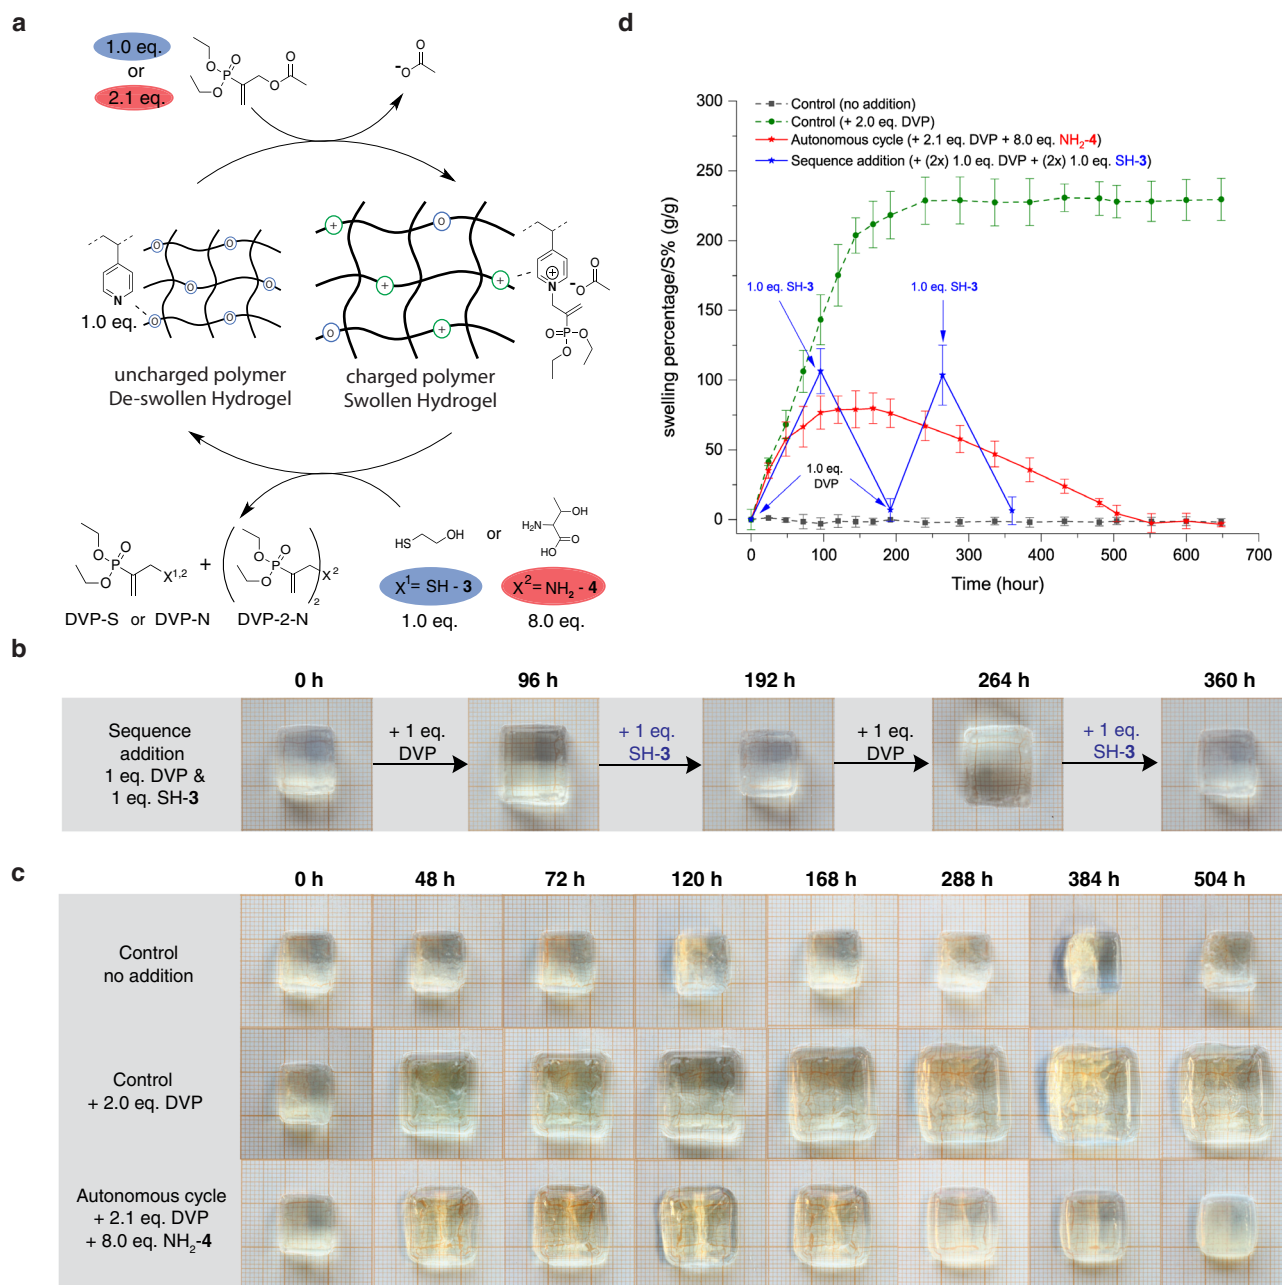 a
1.0 eq.
or
2.1 eq.
O
O
P
O
O
O
O
-O
1.0 eq.
N
O
O
O
O
O
O
O
uncharged polymer
De-swollen Hydrogel
+
O
+
+
O
+
charged polymer
Swollen Hydrogel
+
N
O
-O
O=P-O
O
O
O
P
O
X1,2
+
O
O
P
O
X2
2
DVP-S or DVP-N
DVP-2-N
HS
OH
or
OH
H2N
O
HO
X1= SH - 3
X2= NH2 - 4
1.0 eq.
8.0 eq.
d
Control (no addition)
Control (+ 2.0 eq. DVP)
Autonomous cycle (+ 2.1 eq. DVP + 8.0 eq. NH2-4)
Sequence addition (+ (2x) 1.0 eq. DVP + (2x) 1.0 eq. SH-3)
300
250
200
150
100
50
0
swelling percentage/S% (g/g)
1.0 eq. SH-3
1.0 eq. SH-3
1.0 eq.
DVP
0 100 200 300 400 500 600 700
Time (hour)
b
0 h 96 h 192 h 264 h 360 h
Sequence
addition
1 eq. DVP &
1 eq. SH-3
+ 1 eq.
DVP
+ 1 eq.
SH-3
+ 1 eq.
DVP
+ 1 eq.
SH-3
c
0 h 48 h 72 h 120 h 168 h 288 h 384 h 504 h
Control
no addition
Control
+ 2.0 eq. DVP
Autonomous cycle
+ 2.1 eq. DVP
+ 8.0 eq. NH2-4